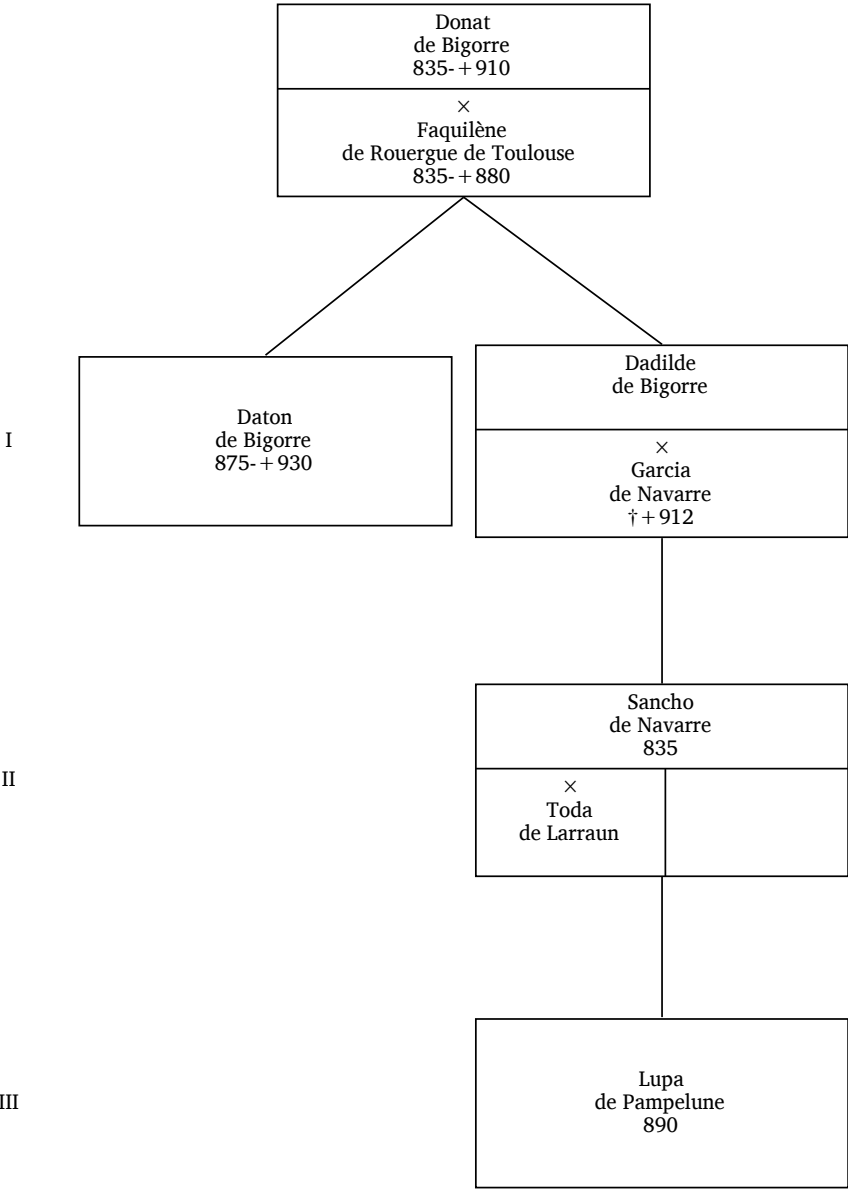 Donat
de Bigorre
835-+910
×
Faquilène
de Rouergue de Toulouse
835-+880
I
Daton
de Bigorre
875-+930
Dadilde
de Bigorre
×
Garcia
de Navarre
†+912
II
Sancho
de Navarre
835
×
Toda
de Larraun
III
Lupa
de Pampelune
890